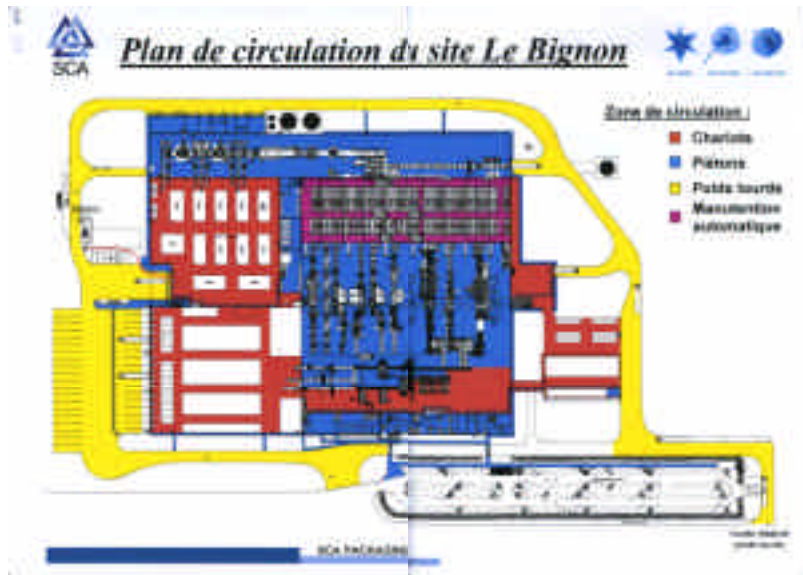 Plan de circulation du site Le Bignon
SCA
Zone de circulation :
Chariots
Piétons
Poids lourds
Manutention
automatique
SCA PACKAGING